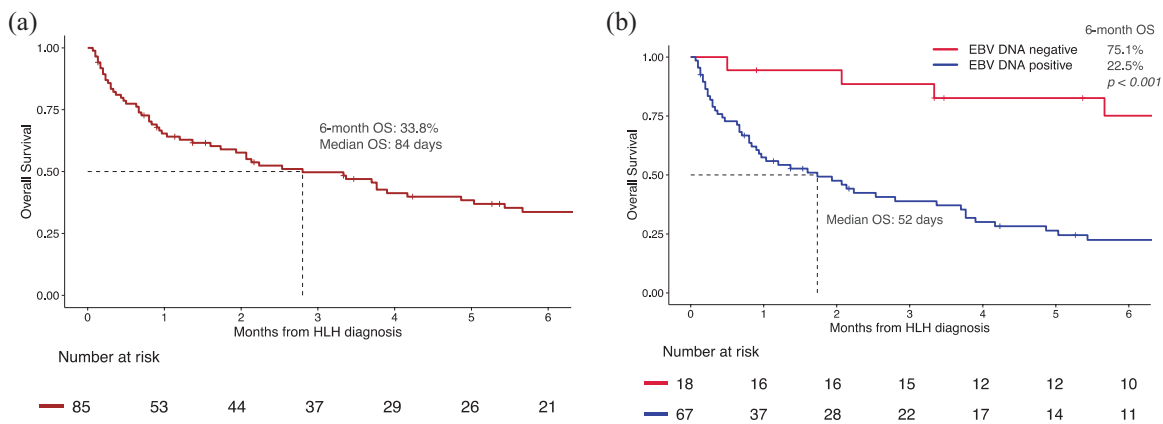 (a)
1.00
0.75
0.50
0.25
0.00
Overall Survival
6-month OS: 33.8%
Median OS: 84 days
0 1 2 3 4 5 6
Months from HLH diagnosis
Number at risk
85 53 44 37 29 26 21
(b)
6-month OS
EBV DNA negative 75.1%
EBV DNA positive 22.5%
p < 0.001
1.00
0.75
0.50
0.25
0.00
Overall Survival
Median OS: 52 days
0 1 2 3 4 5 6
Months from HLH diagnosis
Number at risk
18 16 16 15 12 12 10
67 37 28 22 17 14 11